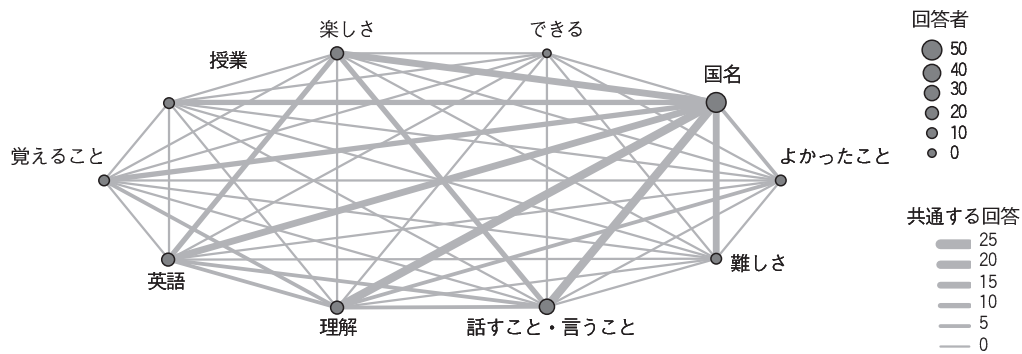 楽しさ
できる
授業
国名
覚えること
よかったこと
英語
難しさ
理解
話すこと・言うこと
回答者
50
40
30
20
10
0
共通する回答
25
20
15
10
5
0